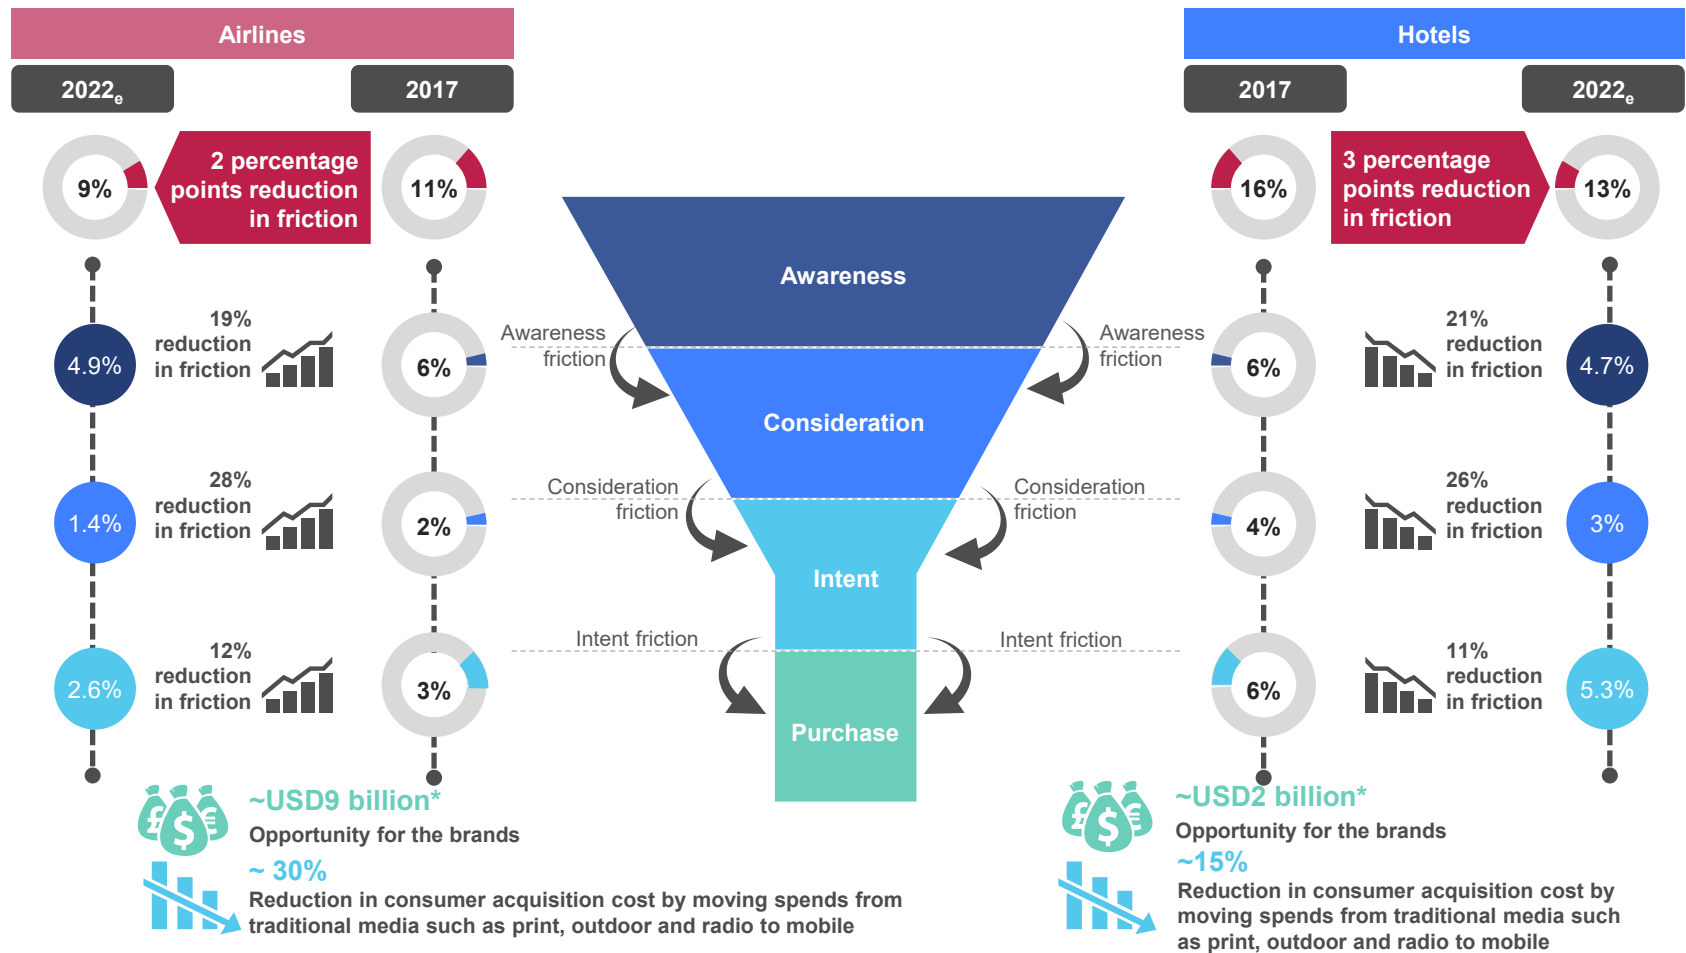 Airlines
2022e
2017
9%
2 percentage
points reduction
in friction
11%
19%
reduction
in friction
4.9%
6%
28%
reduction
in friction
1.4%
2%
12%
reduction
in friction
2.6%
3%
~USD9 billion*
Opportunity for the brands
~ 30%
Reduction in consumer acquisition cost by moving spends from
traditional media such as print, outdoor and radio to mobile
Awareness
friction
Consideration
friction
Intent friction
Awareness
Consideration
Intent
Purchase
Awareness
friction
Consideration
friction
Intent friction
Hotels
2017
2022e
16%
3 percentage
points reduction
in friction
13%
6%
21%
reduction
in friction
4.7%
4%
26%
reduction
in friction
3%
6%
11%
reduction
in friction
5.3%
~USD2 billion*
Opportunity for the brands
~15%
Reduction in consumer acquisition cost by
moving spends from traditional media such
as print, outdoor and radio to mobile
£
$
€
£
$
€